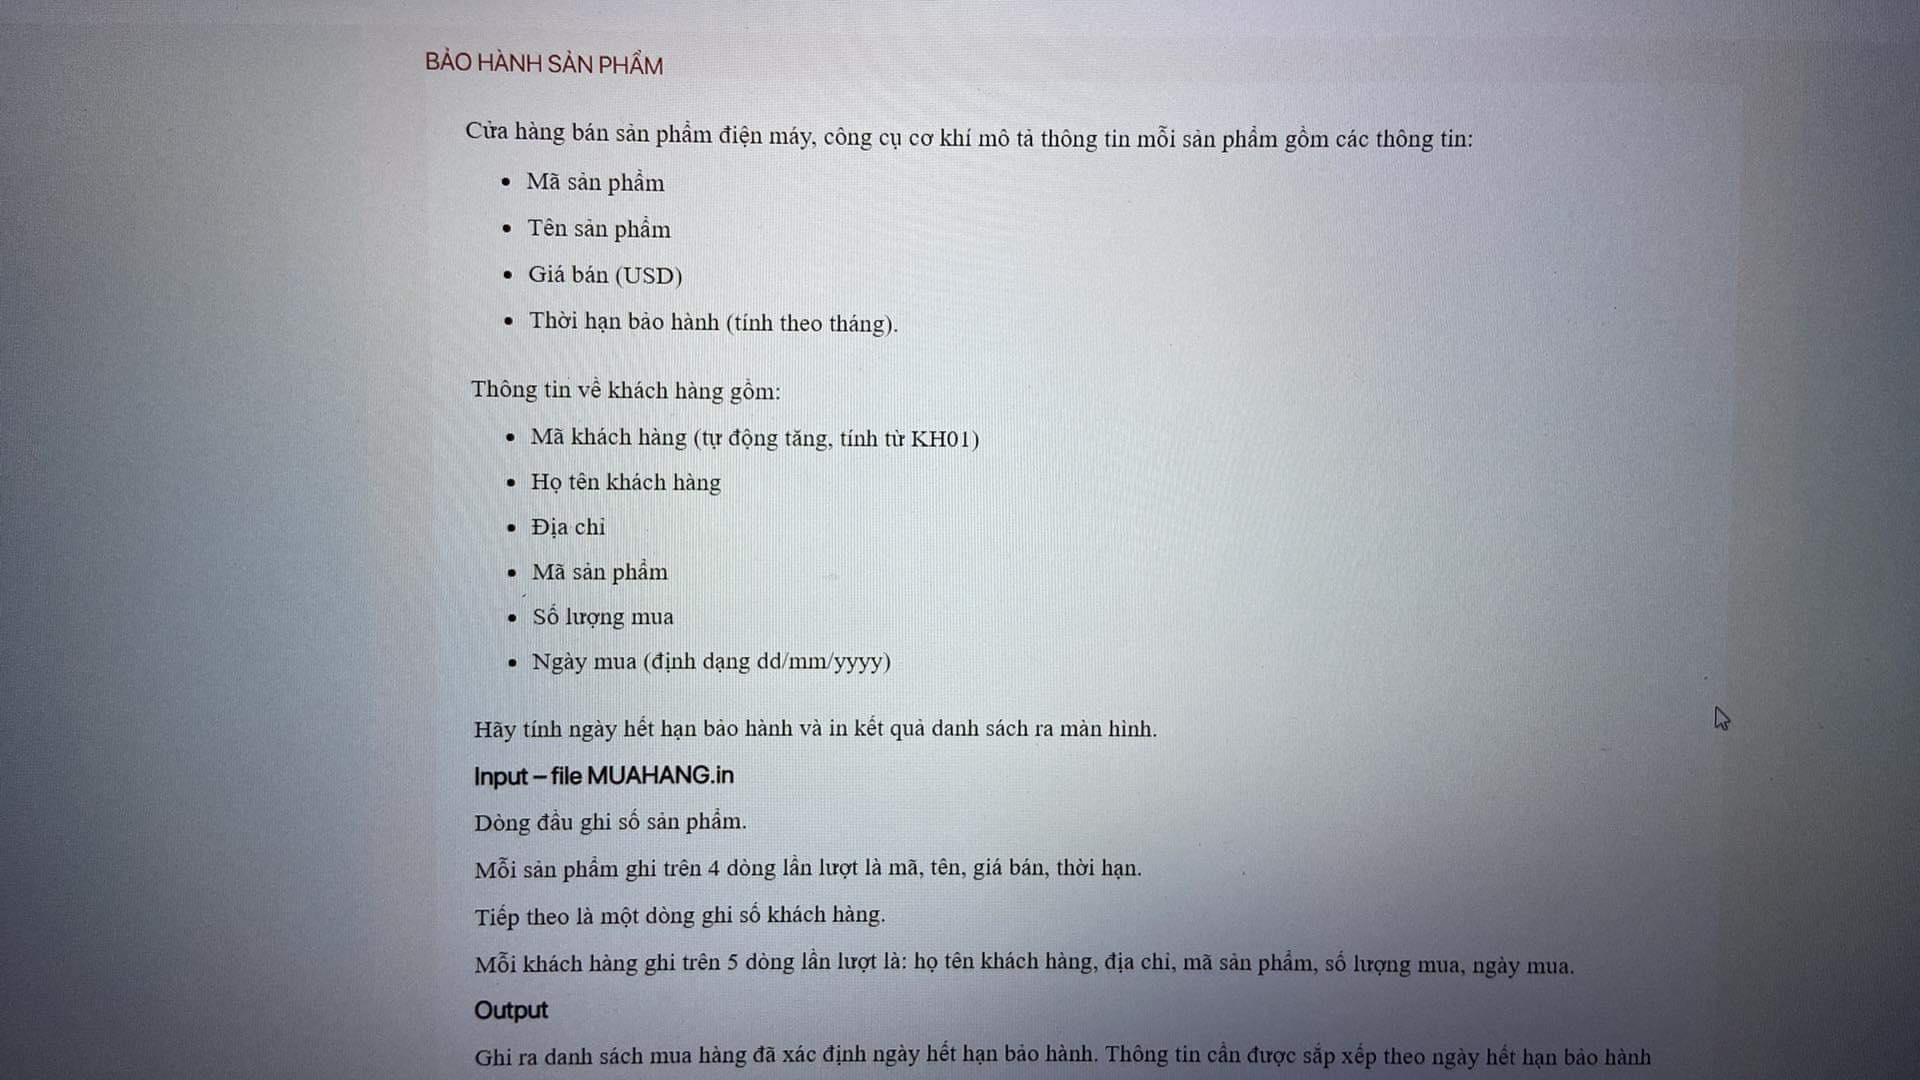 BẢO HÀNH SẢN PHẨM
Cửa hàng bán sản phẩm điện máy, công cụ cơ khí mô tả thông tin mỗi sản phẩm gồm các thông tin:
• Mã sản phẩm
• Tên sản phẩm
• Giá bán (USD)
• Thời hạn bảo hành (tính theo tháng).
Thông tin về khách hàng gồm:
• Mã khách hàng (tự động tăng, tính từ KH01)
• Họ tên khách hàng
• Địa chỉ
• Mã sản phẩm
• Số lượng mua
• Ngày mua (định dạng dd/mm/yyyy)
Hãy tính ngày hết hạn bảo hành và in kết quả danh sách ra màn hình.
Input – file MUAHANG.in
Dòng đầu ghi số sản phẩm.
Mỗi sản phẩm ghi trên 4 dòng lần lượt là mã, tên, giá bán, thời hạn.
Tiếp theo là một dòng ghi số khách hàng.
Mỗi khách hàng ghi trên 5 dòng lần lượt là: họ tên khách hàng, địa chỉ, mã sản phẩm, số lượng mua, ngày mua.
Output
Ghi ra danh sách mua hàng đã xác định ngày hết hạn bảo hành. Thông tin cần được sắp xếp theo ngày hết hạn bảo hành